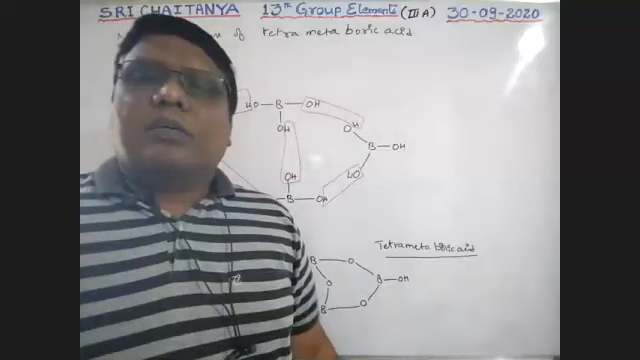 SRI CHAITANYA 13th Group Elements (III A) 30-09-2020
of tetra meta boric acid
HO B OH
OH OH
B OH
OH HO
B OH
Tetrameta boric acid
B O
O B OH
B O